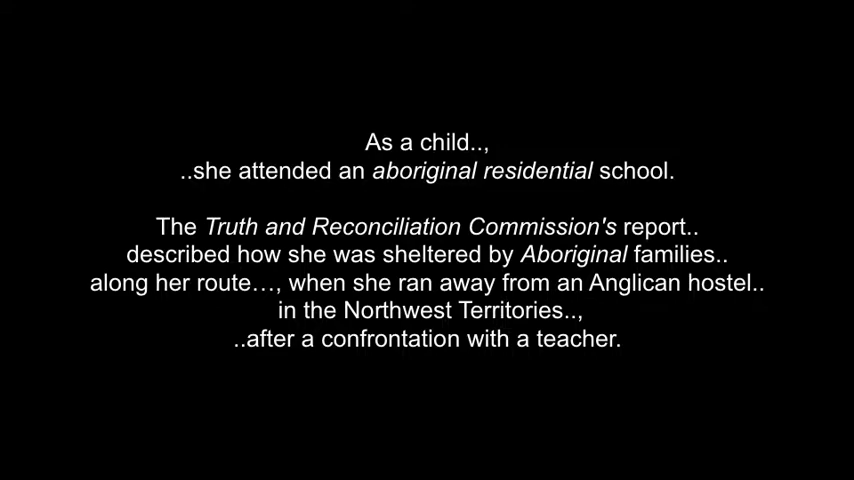 As a child..,
..she attended an aboriginal residential school.
The Truth and Reconciliation Commission's report..
described how she was sheltered by Aboriginal families..
along her route…, when she ran away from an Anglican hostel..
in the Northwest Territories..,
..after a confrontation with a teacher.